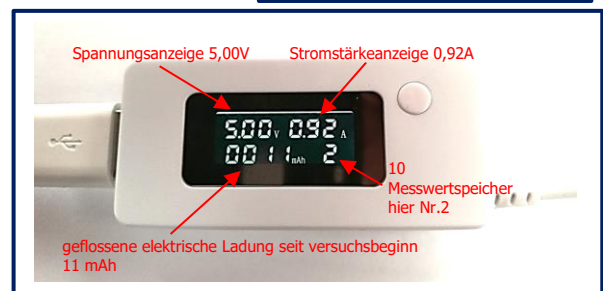 Spannungsanzeige 5,00V
Stromstärkeanzeige 0,92A
5.00 V 0.92 A
0011 mAh 2
10
Messwertspeicher
hier Nr.2
geflossene elektrische Ladung seit versuchsbeginn
11 mAh